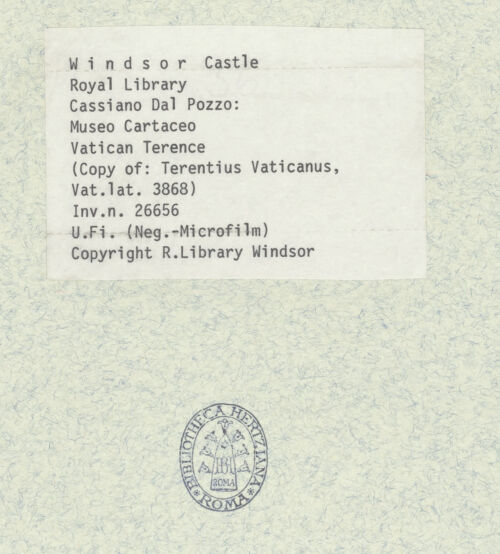 W i n d s o r Castle
Royal Library
Cassiano Dal Pozzo:
Museo Cartaceo
Vatican Terence
(Copy of: Terentius Vaticanus,
Vat.lat. 3868)
Inv.n. 26656
U.Fi. (Neg.-Microfilm)
Copyright R.Library Windsor
BIBLIOTHECA HERTZIANA
ROMA
* ROMA *